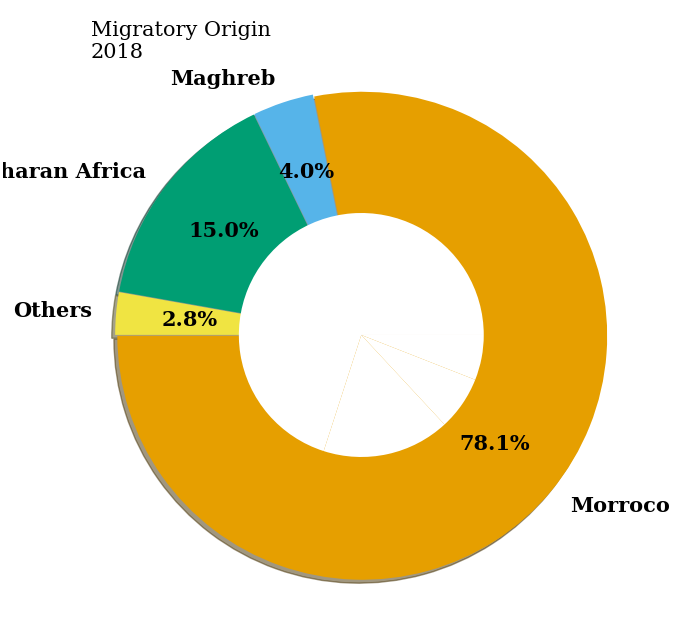 Migratory Origin
2018
Maghreb
haran Africa
4.0%
15.0%
Others
2.8%
78.1%
Morroco